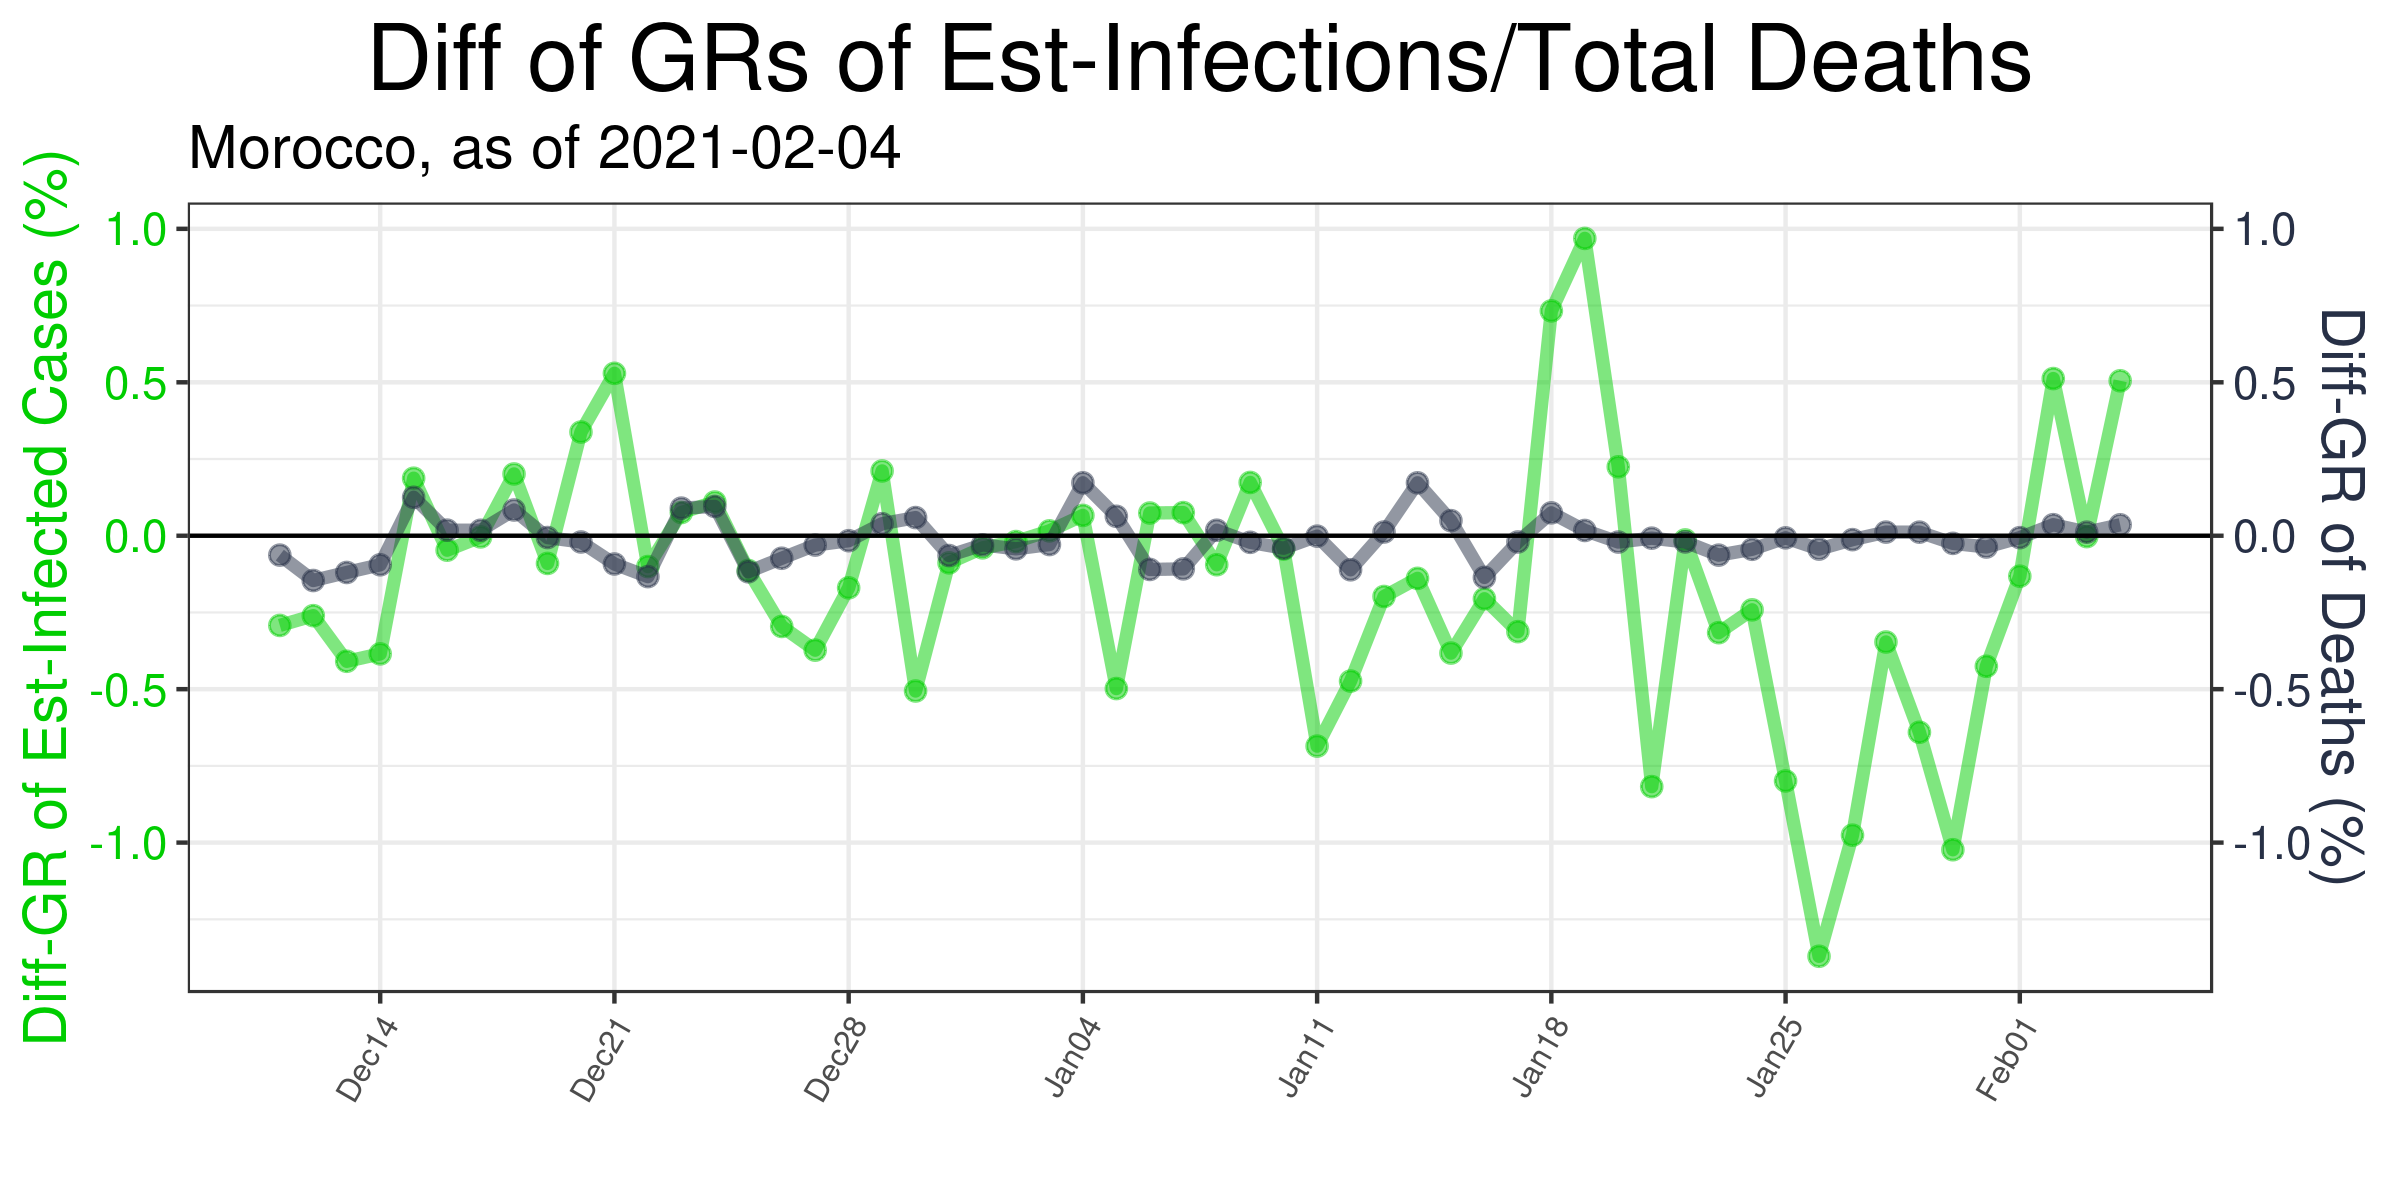 Diff of GRs of Est-Infections/Total Deaths
Morocco, as of 2021-02-04
Diff-GR of Est-Infected Cases (%)
1.0
0.5
0.0
-0.5
-1.0
1.0
0.5
0.0
-0.5
-1.0
Diff-GR of Deaths (%)
Dec14
Dec21
Dec28
Jan04
Jan11
Jan18
Jan25
Feb01